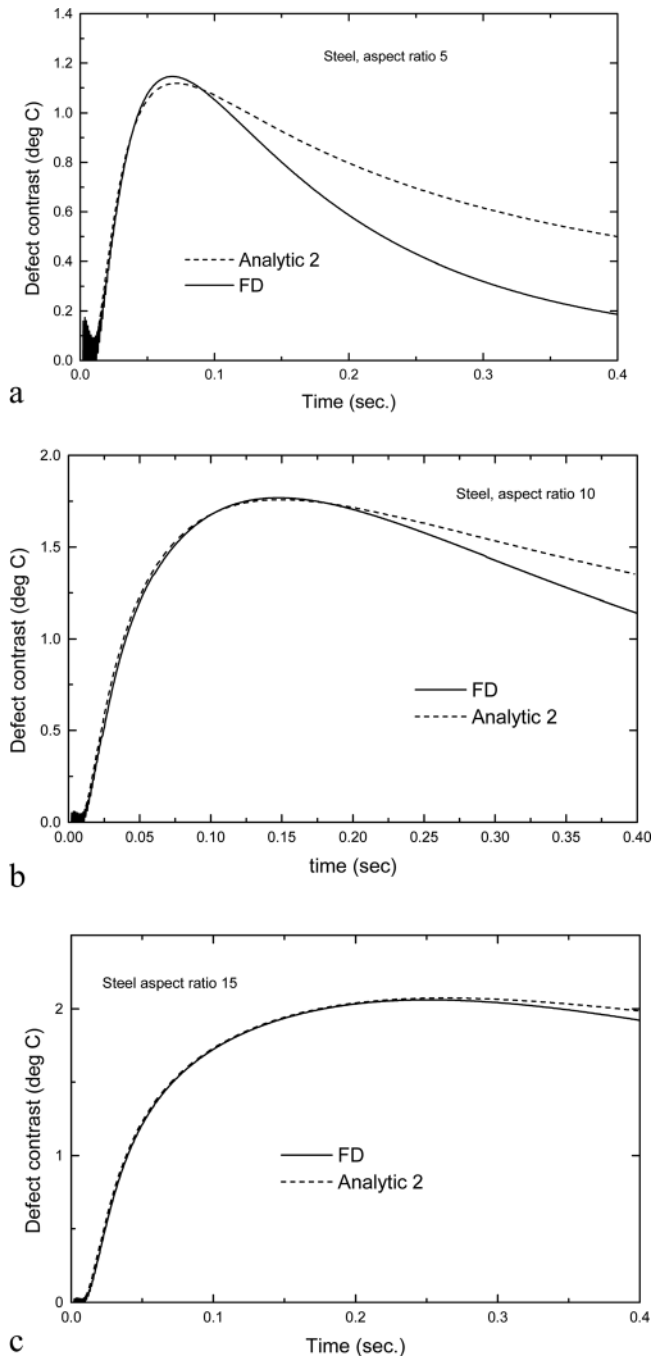 1.4
1.2
1.0
0.8
0.6
0.4
0.2
0.0
Defect contrast (deg C)
Steel, aspect ratio 5
Analytic 2
FD
0.0 0.1 0.2 0.3 0.4
Time (sec.)
a
2.0
1.5
1.0
0.5
0.0
Defect contrast (deg C)
Steel, aspect ratio 10
FD
Analytic 2
0.00 0.05 0.10 0.15 0.20 0.25 0.30 0.35 0.40
time (sec)
b
2
1
0
Defect contrast (deg C)
Steel aspect ratio 15
FD
Analytic 2
0.0 0.1 0.2 0.3 0.4
Time (sec.)
c